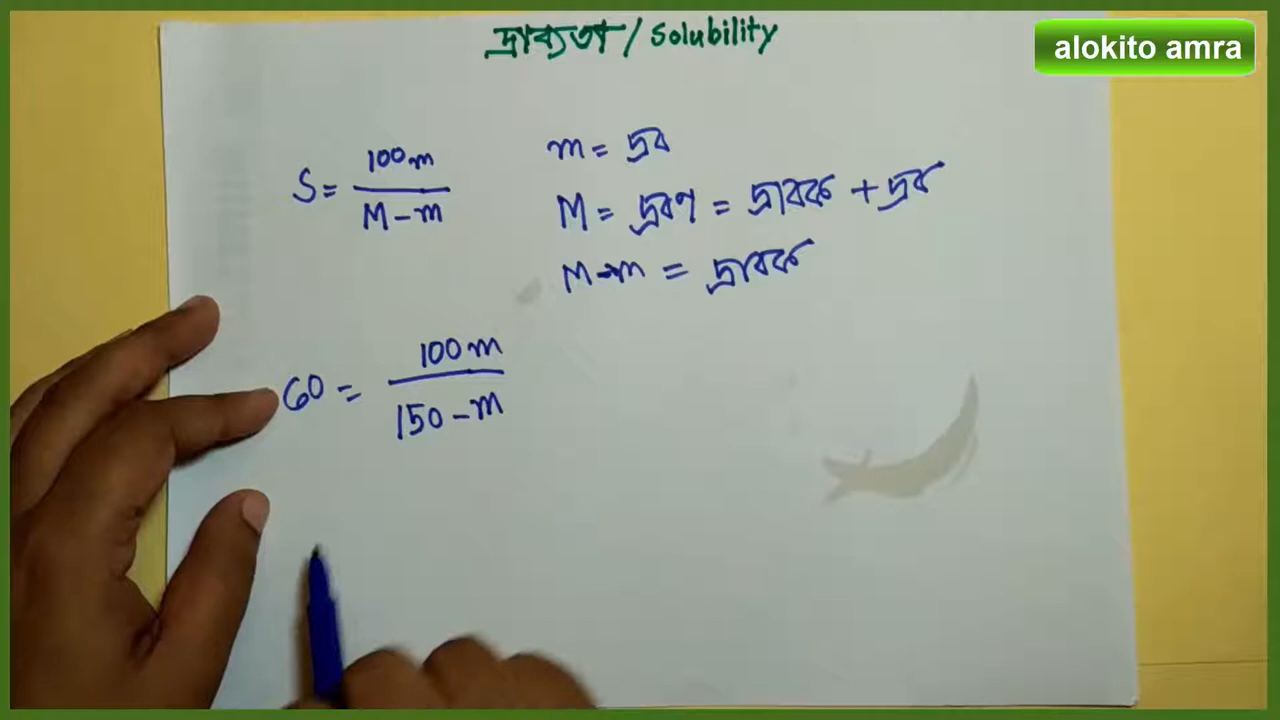 দ্রাব্যতা / Solubility
alokito amra
S = 100m / M - m
m = দ্রব
M = দ্রবণ = দ্রাবক + দ্রব
M - m = দ্রাবক
60 = 100m / 150 - m